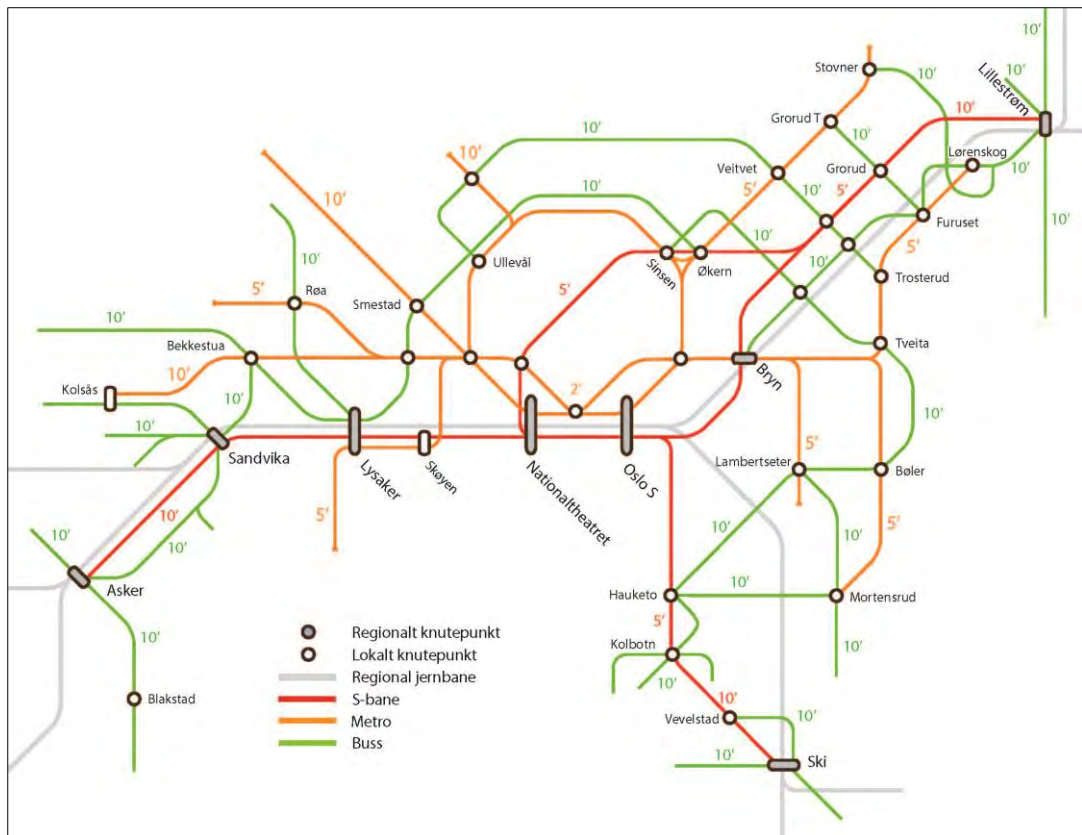 10'
Stovner
10'
10'
Lillestrøm
Grorud T
10'
10'
10'
Lørenskog
10'
Veitvet
Grorud
10'
10'
10'
5'
10'
5'
10'
Furuset
10'
10'
10'
5'
Ullevål
Sinsen
Økern
Trosterud
10'
5'
Røa
5'
Smestad
10'
Tveita
Bekkestua
2'
Bryn
Kolsås
10'
10'
10'
10'
Sandvika
Lysaker
Skøyen
Nationaltheatret
Oslo S
5'
Lambertseter
Bøler
5'
10'
10'
10'
10'
10'
5'
Asker
10'
Hauketo
Mortensrud
10'
5'
10'
Regionalt knutepunkt
Kolbotn
Lokalt knutepunkt
Regional jernbane
10'
10'
Blakstad
S-bane
Vevelstad
10'
Metro
Buss
10'
Ski